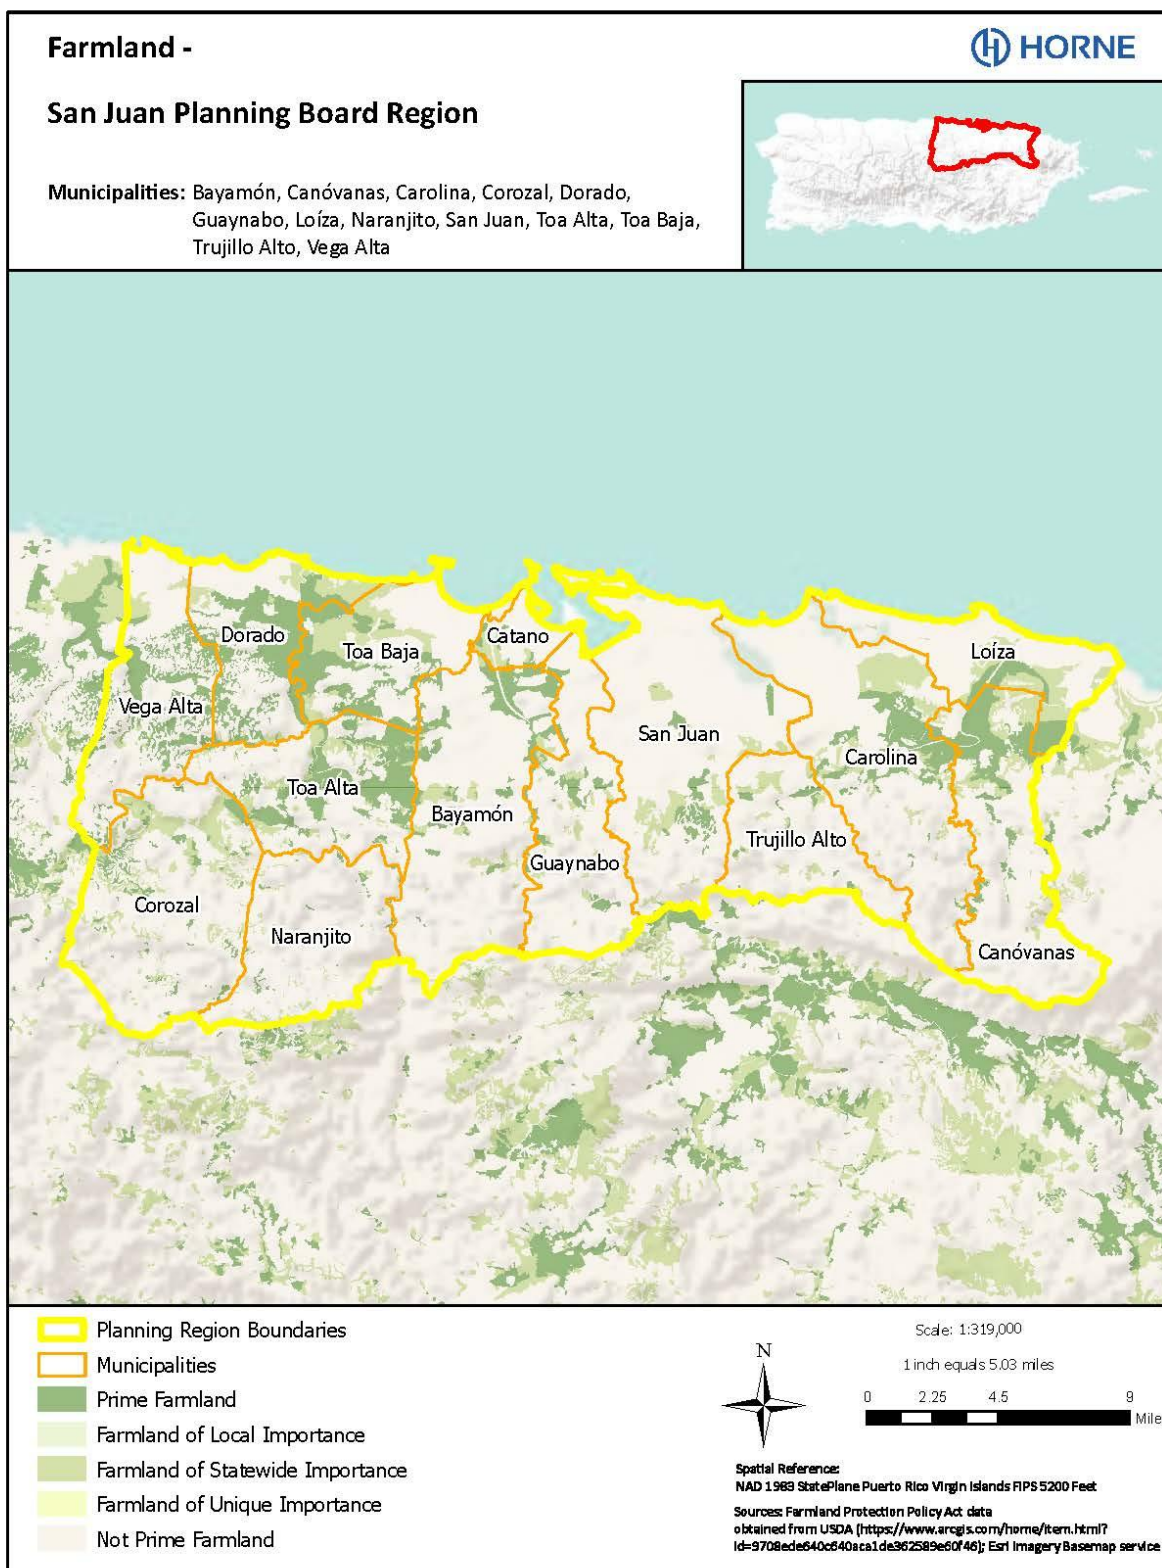 Farmland -
HORNE
San Juan Planning Board Region
Municipalities: Bayamón, Canóvanas, Carolina, Corozal, Dorado,
Guaynabo, Loíza, Naranjito, San Juan, Toa Alta, Toa Baja,
Trujillo Alto, Vega Alta
Dorado
Catano
Toa Baja
Loíza
Vega Alta
San Juan
Carolina
Toa Alta
Bayamón
Trujillo Alto
Guaynabo
Corozal
Naranjito
Canóvanas
Planning Region Boundaries
Municipalities
Prime Farmland
Farmland of Local Importance
Farmland of Statewide Importance
Farmland of Unique Importance
Not Prime Farmland
N
Scale: 1:319,000
1 inch equals 5.03 miles
0 2.25 4.5 9
Mile
Spatial Reference:
NAD 1983 StatePlane Puerto Rico Virgin Islands FIPS 5200 Feet
Sources: Farmland Protection Policy Act data
obtained from USDA (https://www.arcgis.com/home/item.html?
id=9708ede640c640aca1de362589e60f46); Esri Imagery Basemap service